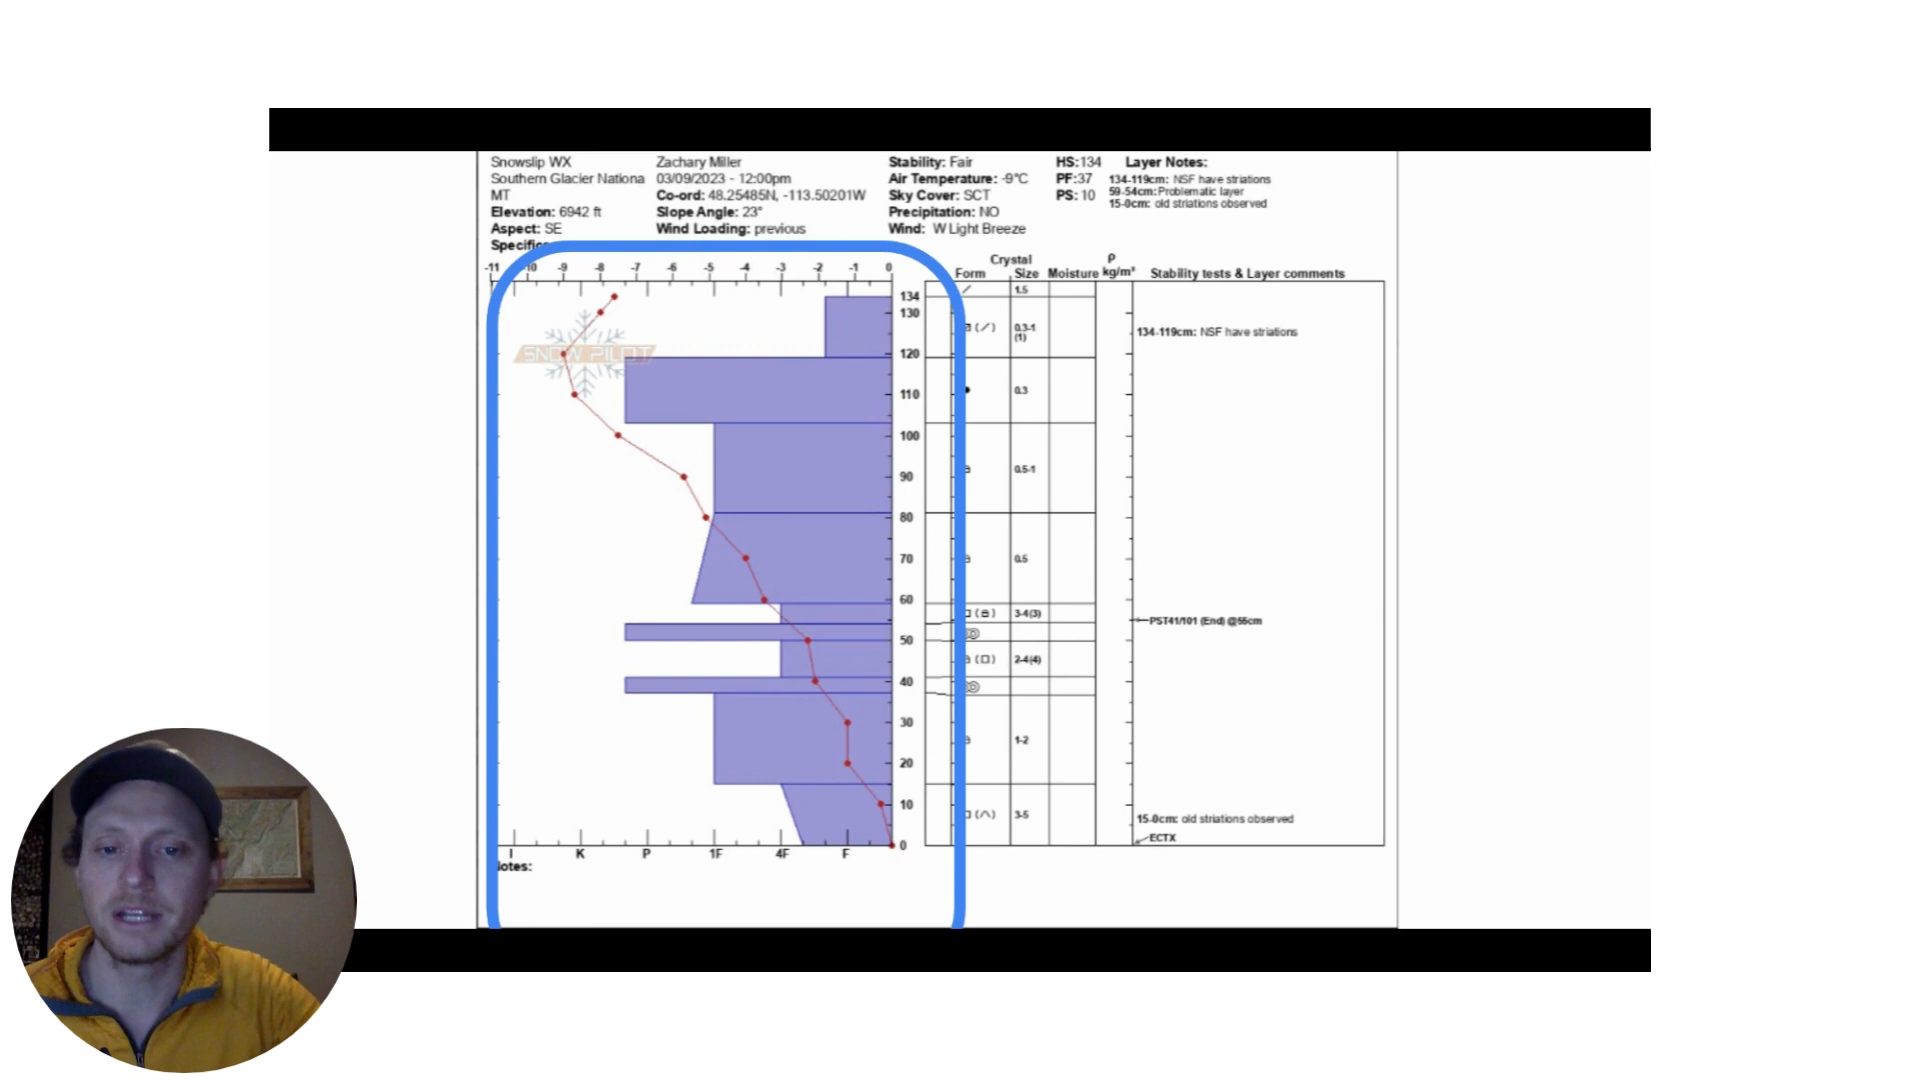 Snowslip WX
Southern Glacier Nationa
MT
Elevation: 6942 ft
Aspect: SE
Specific
Zachary Miller
03/09/2023 - 12:00pm
Co-ord: 48.25485N, -113.50201W
Slope Angle: 23°
Wind Loading: previous
Stability: Fair
Air Temperature: -9°C
Sky Cover: SCT
Precipitation: NO
Wind: W Light Breeze
HS:134
PF:37
PS:10
Layer Notes:
134-119cm: NSF have striations
59-54cm:Problematic layer
15-0cm: old striations observed
-11 -10 -9 -8 -7 -6 -5 -4 -3 -2 -1 0
Crystal
Form Size Moisture
ρ
kg/m³
Stability tests & Layer comments
SNOW PILOT
134
130
120
110
100
90
80
70
60
50
40
30
20
10
0
1.5
0.3-1
(1)
0.3
0.5-1
0.5
3-4(3)
2-4(4)
1-2
3-5
134-119cm: NSF have striations
PST41/101 (End) @55cm
15-0cm: old striations observed
ECTX
I K P 1F 4F F
otes: